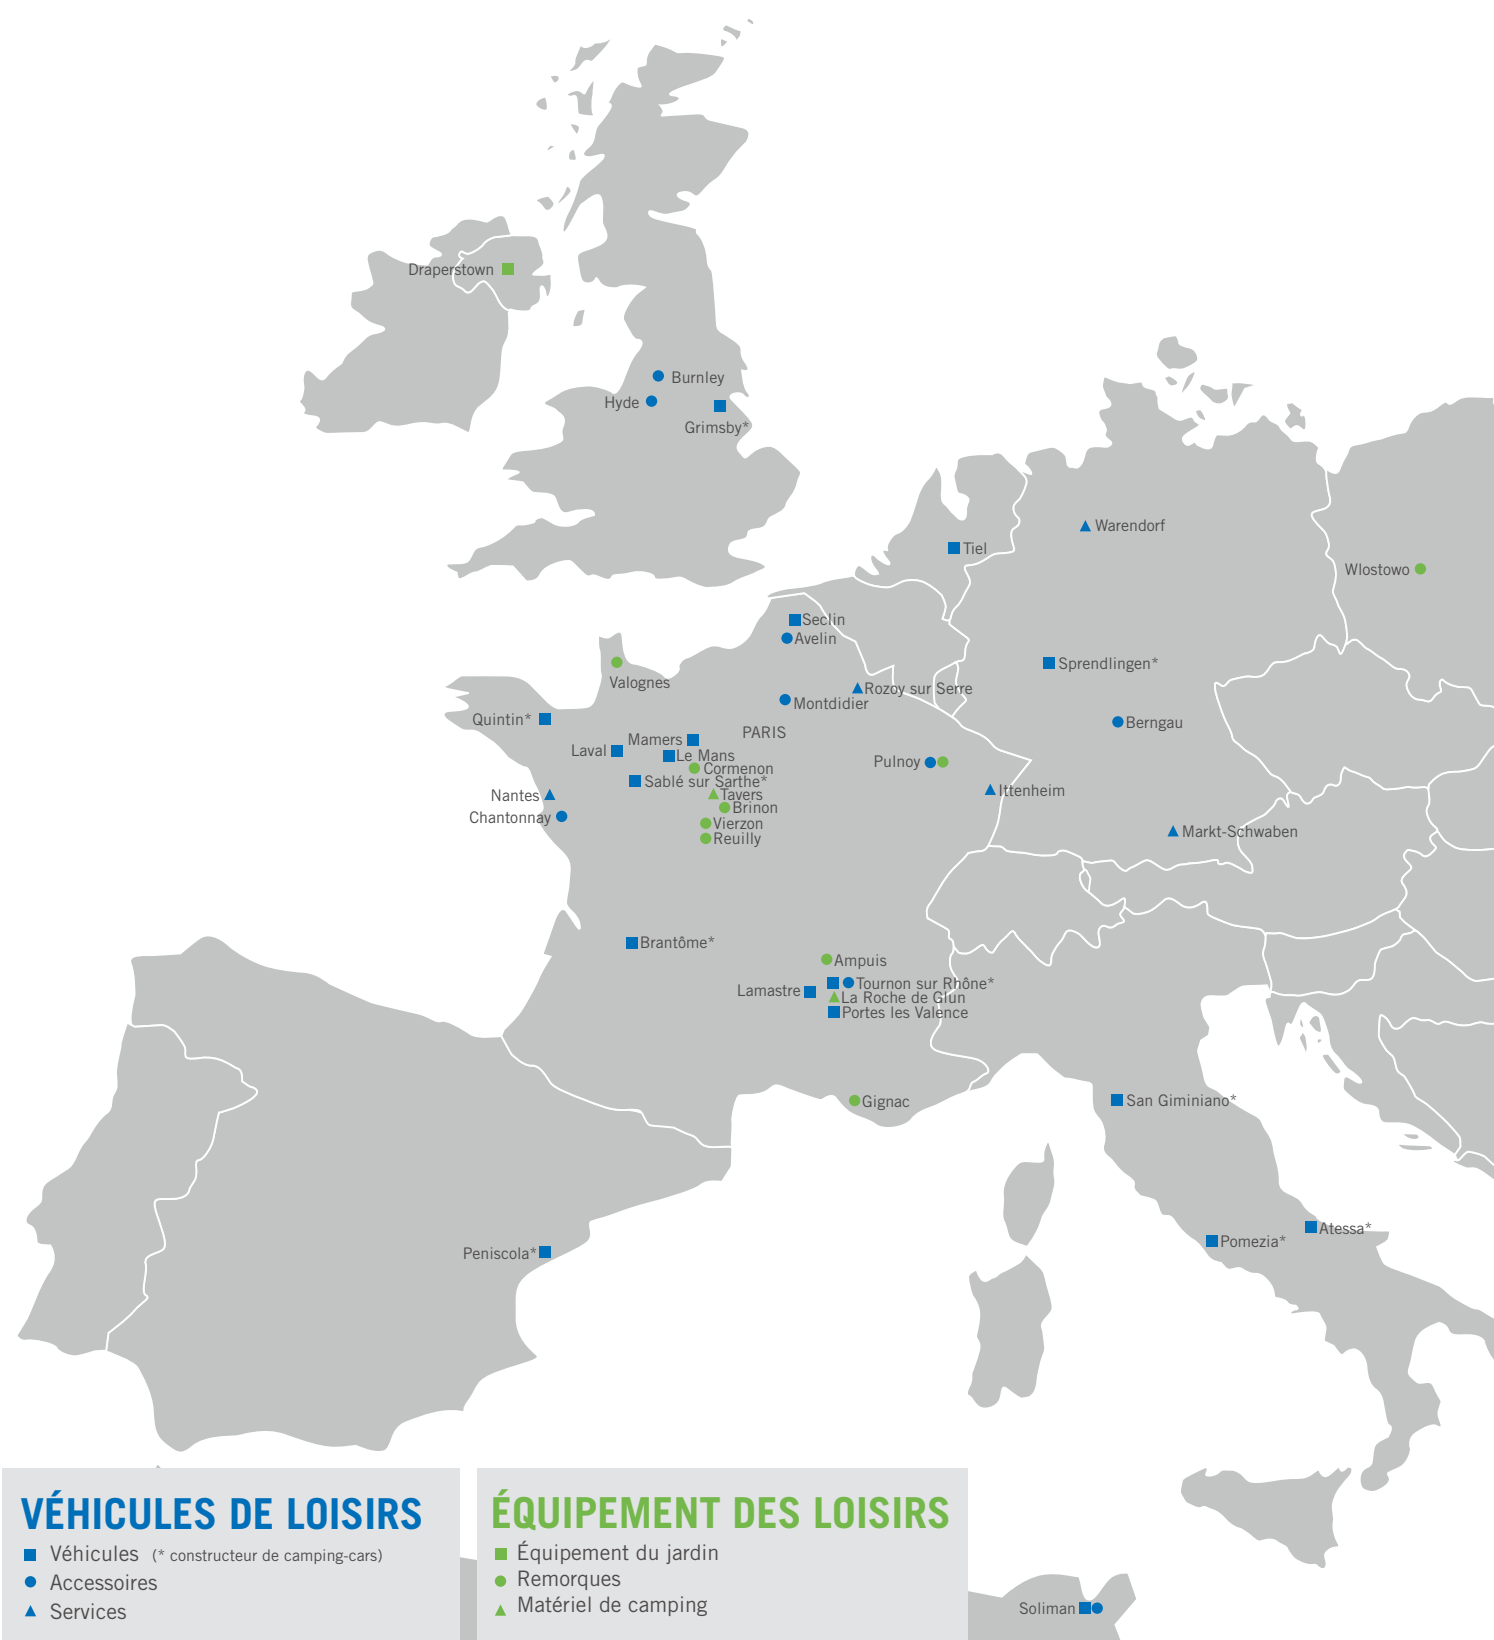 Draperstown
Burnley
Hyde
Grimsby*
Warendorf
Tiel
Wlostowo
Seclin
Avelin
Sprendlingen*
Valognes
Rozoy sur Serre
Montdidier
Quintin*
Berngau
PARIS
Mamers
Laval
Le Mans
Pulnoy
Cormenon
Sablé sur Sarthe*
Ittenheim
Nantes
Tavers
Brinon
Chantonnay
Vierzon
Markt-Schwaben
Reuilly
Brantôme*
Ampuis
Tournon sur Rhône*
Lamastre
La Roche de Glun
Portes les Valence
Gignac
San Giminiano*
Atessa*
Pomezia*
Peniscola*
VÉHICULES DE LOISIRS
Véhicules (* constructeur de camping-cars)
Accessoires
Services
ÉQUIPEMENT DES LOISIRS
Équipement du jardin
Remorques
Matériel de camping
Soliman